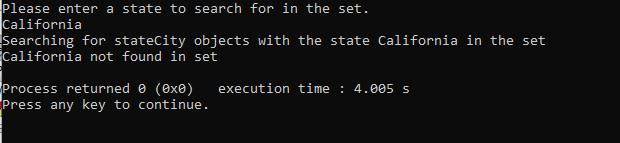 Please enter a state to search for in the set.
California
Searching for stateCity objects with the state California in the set
California not found in set
Process returned 0 (0x0)   execution time : 4.005 s
Press any key to continue.